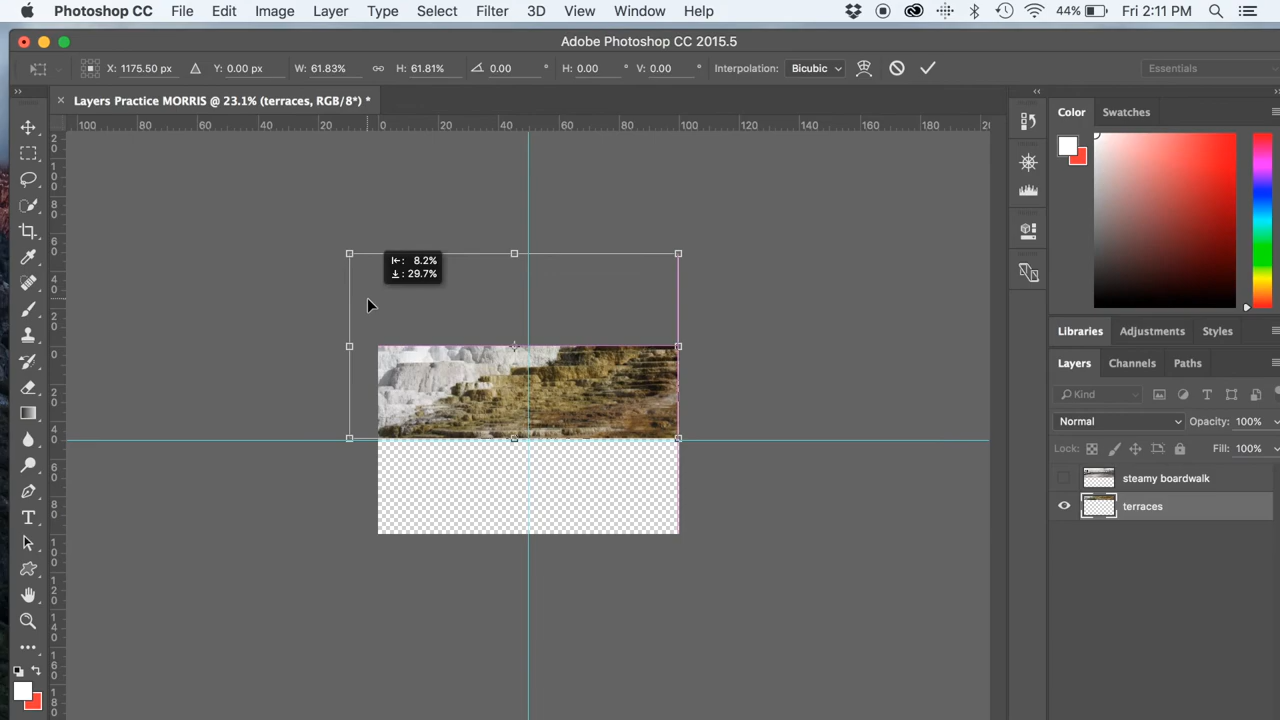 Photoshop CC File Edit Image Layer Type Select Filter 3D View Window Help 44% Fri 2:11 PM
Adobe Photoshop CC 2015.5
X: 1175.50 px Y: 0.00 px W: 61.83% H: 61.81% 0.00 ° H: 0.00 ° V: 0.00 ° Interpolation: Bicubic Essentials
Layers Practice MORRIS @ 23.1% (terraces, RGB/8*) *
100 80 60 40 20 0 20 40 60 80 100 120 140 160 180
Color Swatches
8.2%
29.7%
Libraries Adjustments Styles
Layers Channels Paths
Kind
Normal Opacity: 100%
Lock: Fill: 100%
steamy boardwalk
terraces